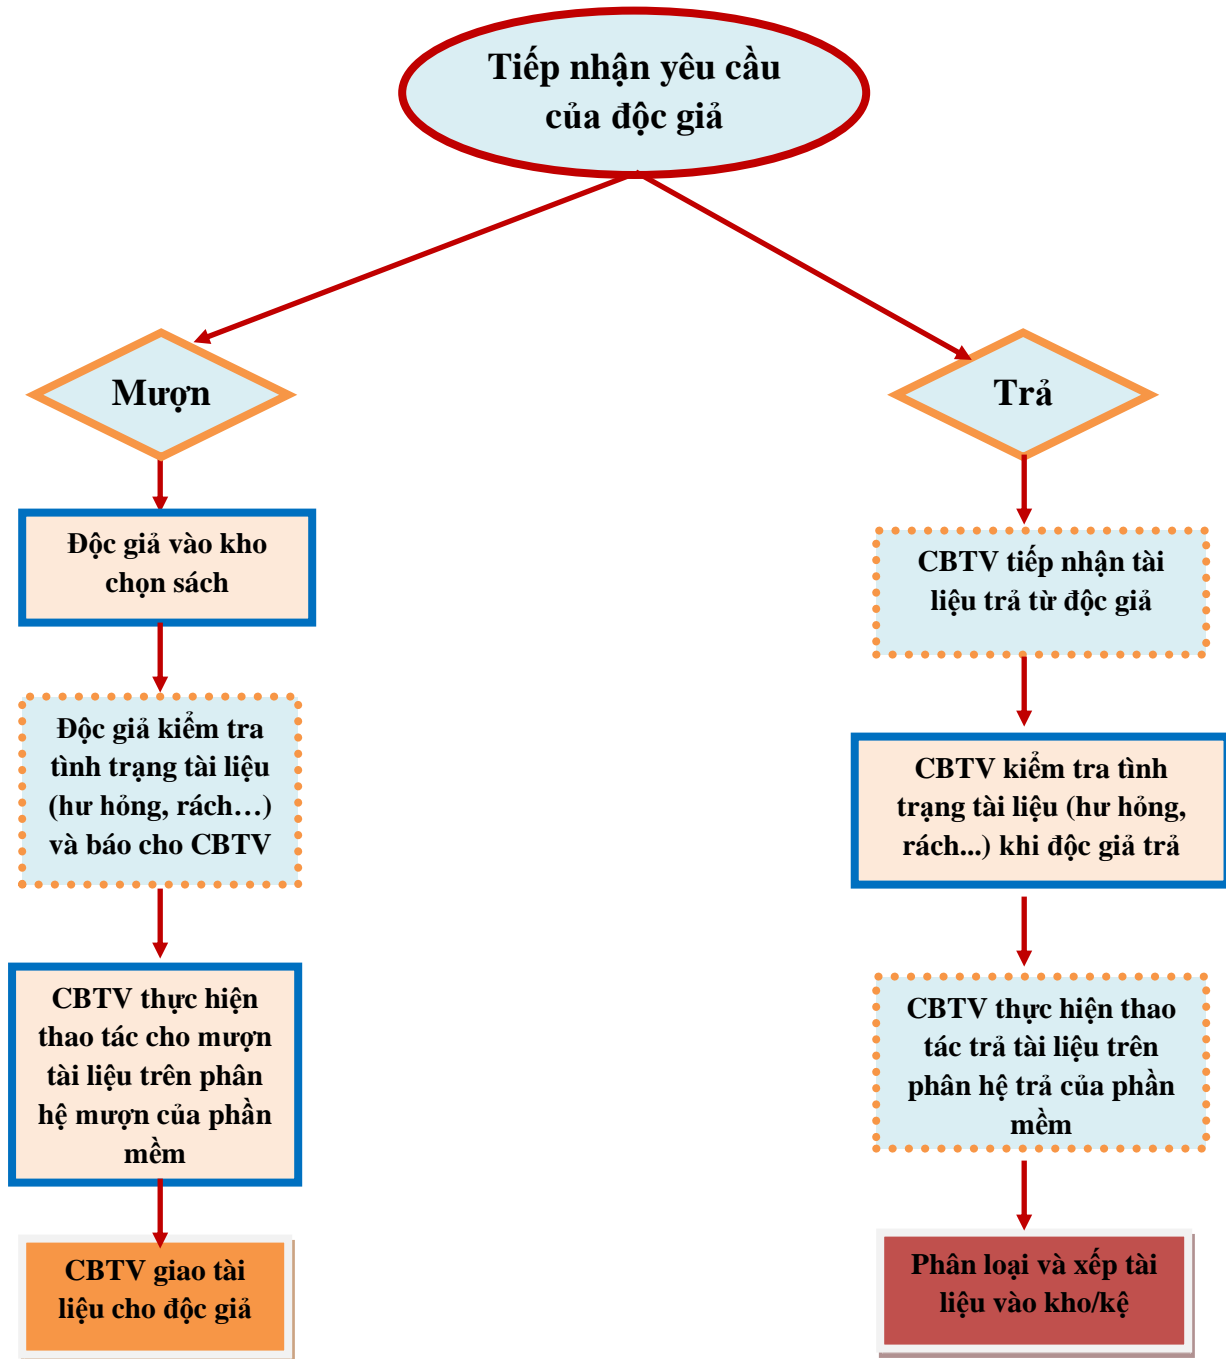 Tiếp nhận yêu cầu
của độc giả
Mượn
Độc giả vào kho
chọn sách
Độc giả kiểm tra
tình trạng tài liệu
(hư hỏng, rách…)
và báo cho CBTV
CBTV thực hiện
thao tác cho mượn
tài liệu trên phân
hệ mượn của phần
mềm
CBTV giao tài
liệu cho độc giả
Trả
CBTV tiếp nhận tài
liệu trả từ độc giả
CBTV kiểm tra tình
trạng tài liệu (hư hỏng,
rách...) khi độc giả trả
CBTV thực hiện thao
tác trả tài liệu trên
phân hệ trả của phần
mềm
Phân loại và xếp tài
liệu vào kho/kệ